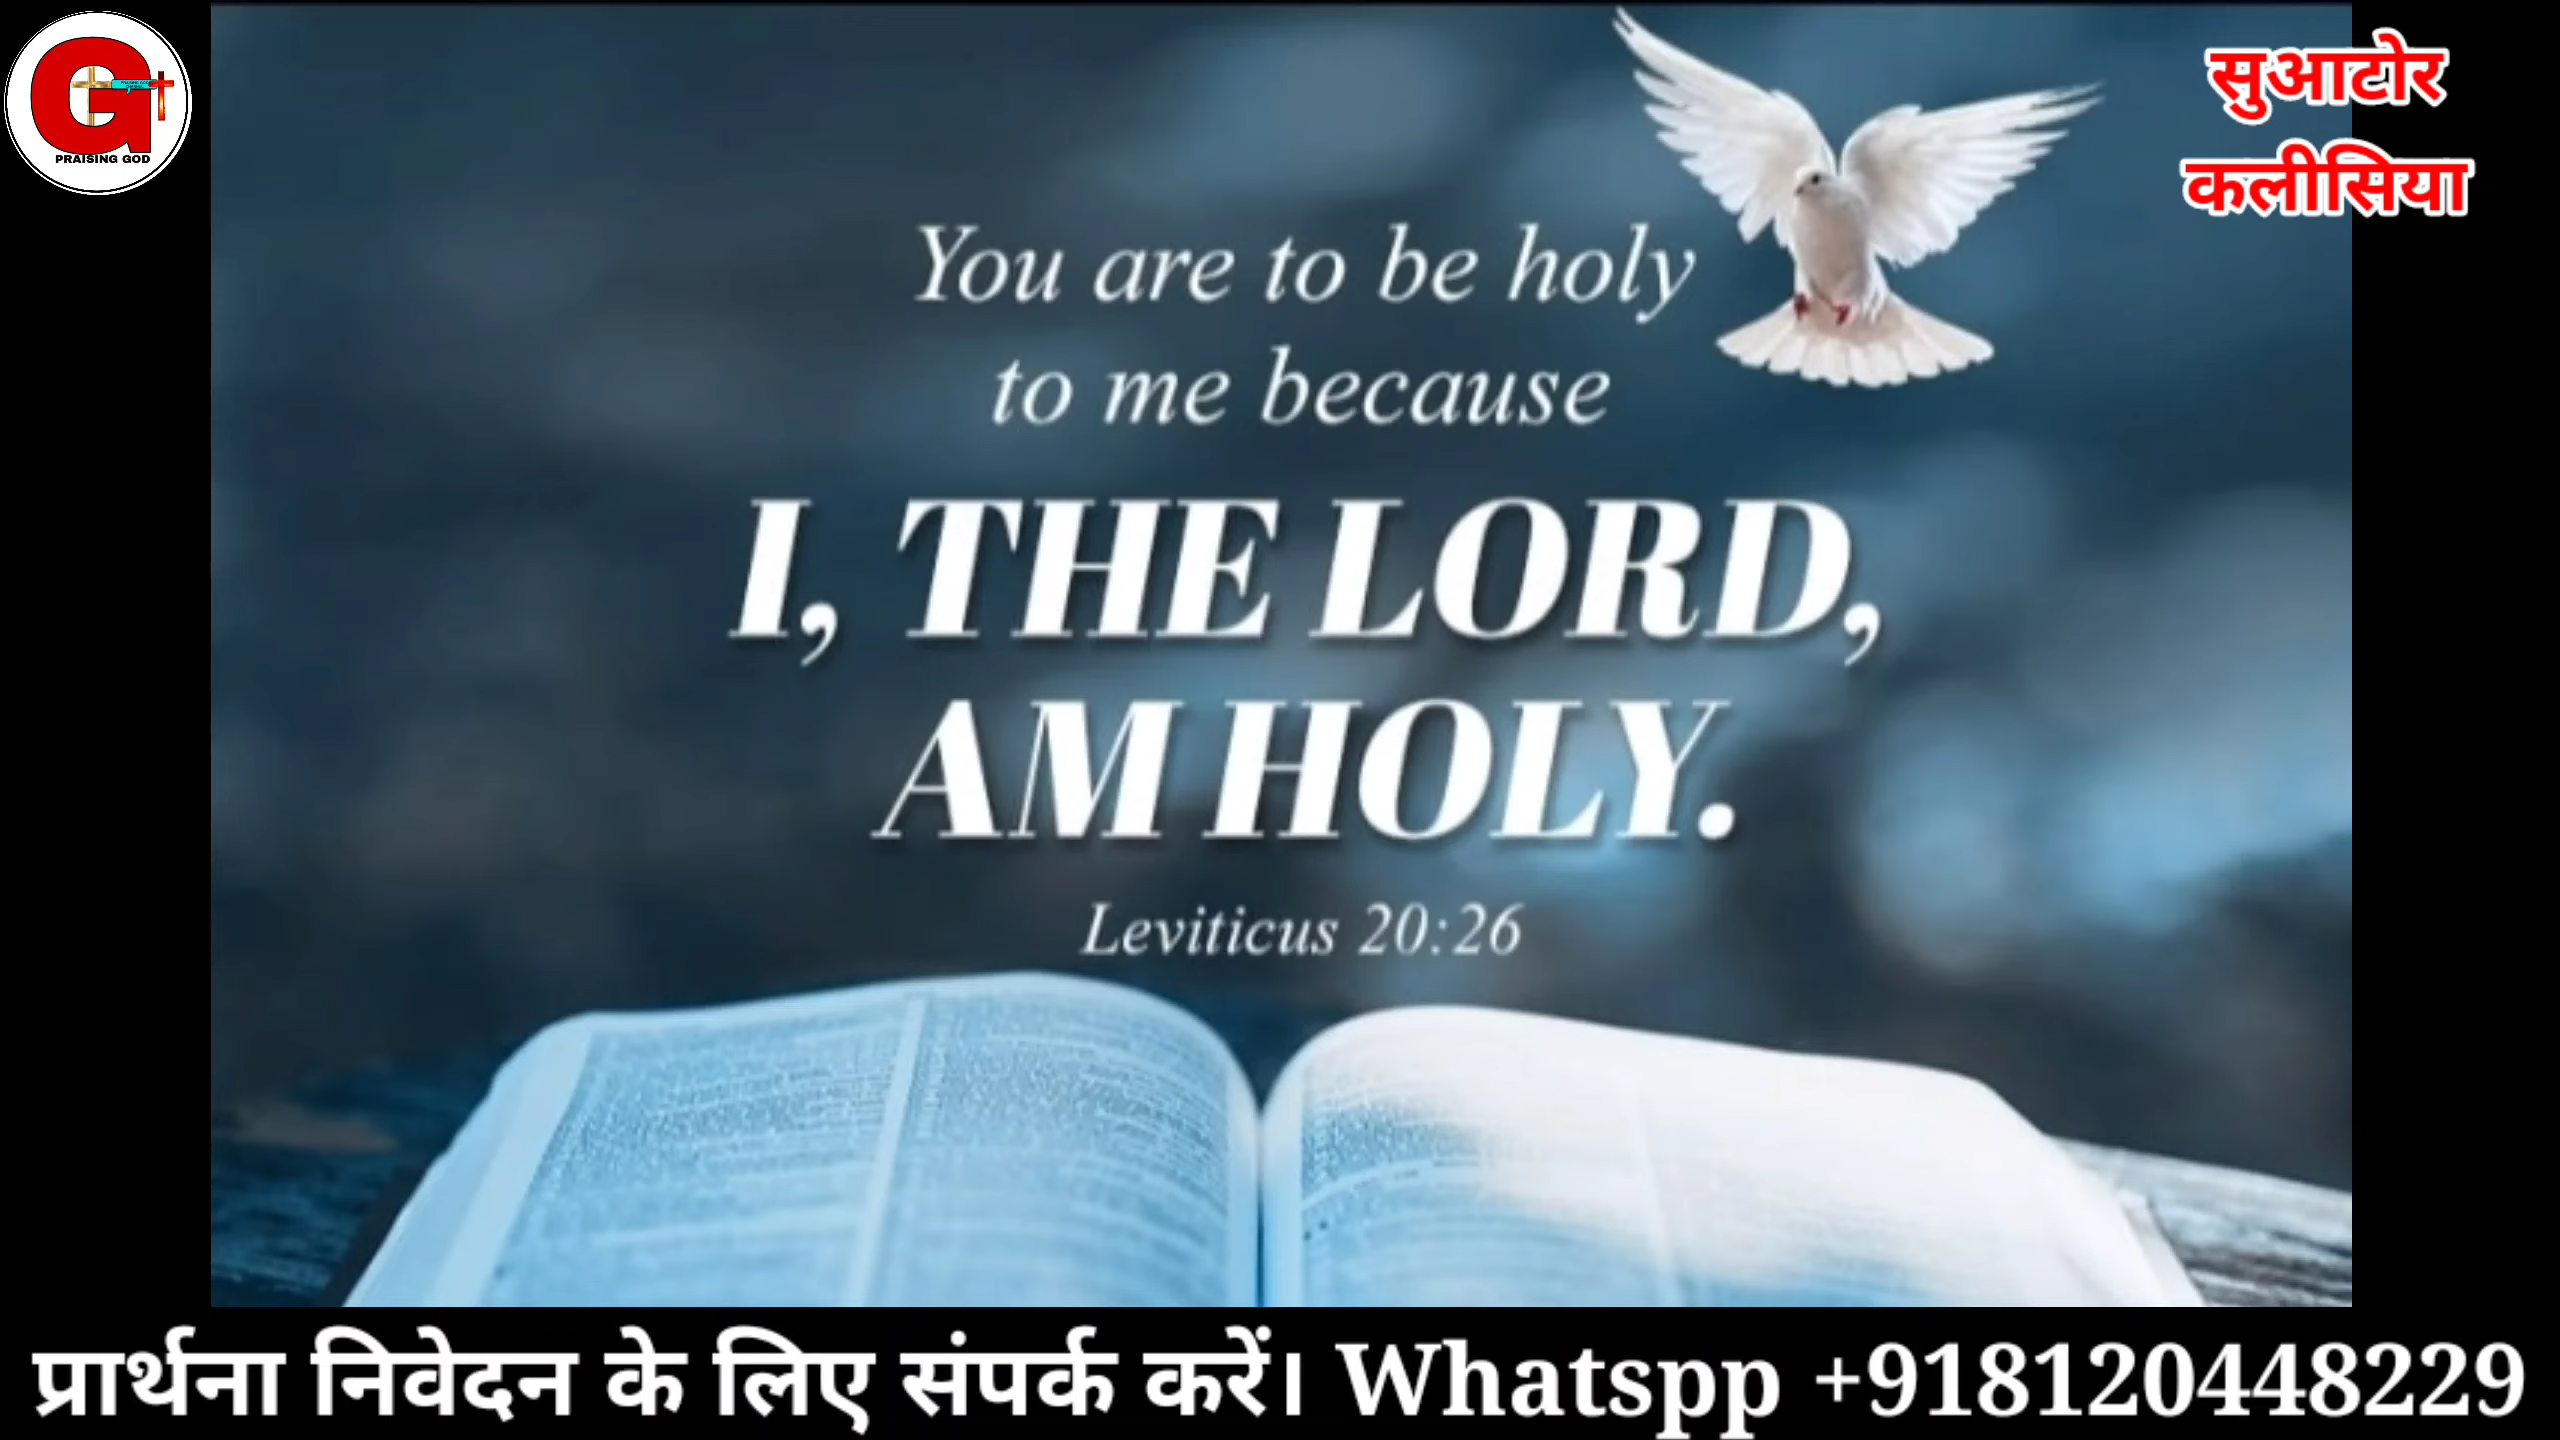 PRAISING GOD
सुआटोर
कलीसिया
You are to be holy
to me because
I, THE LORD,
AM HOLY.
Leviticus 20:26
प्रार्थना निवेदन के लिए संपर्क करें। Whatspp +918120448229